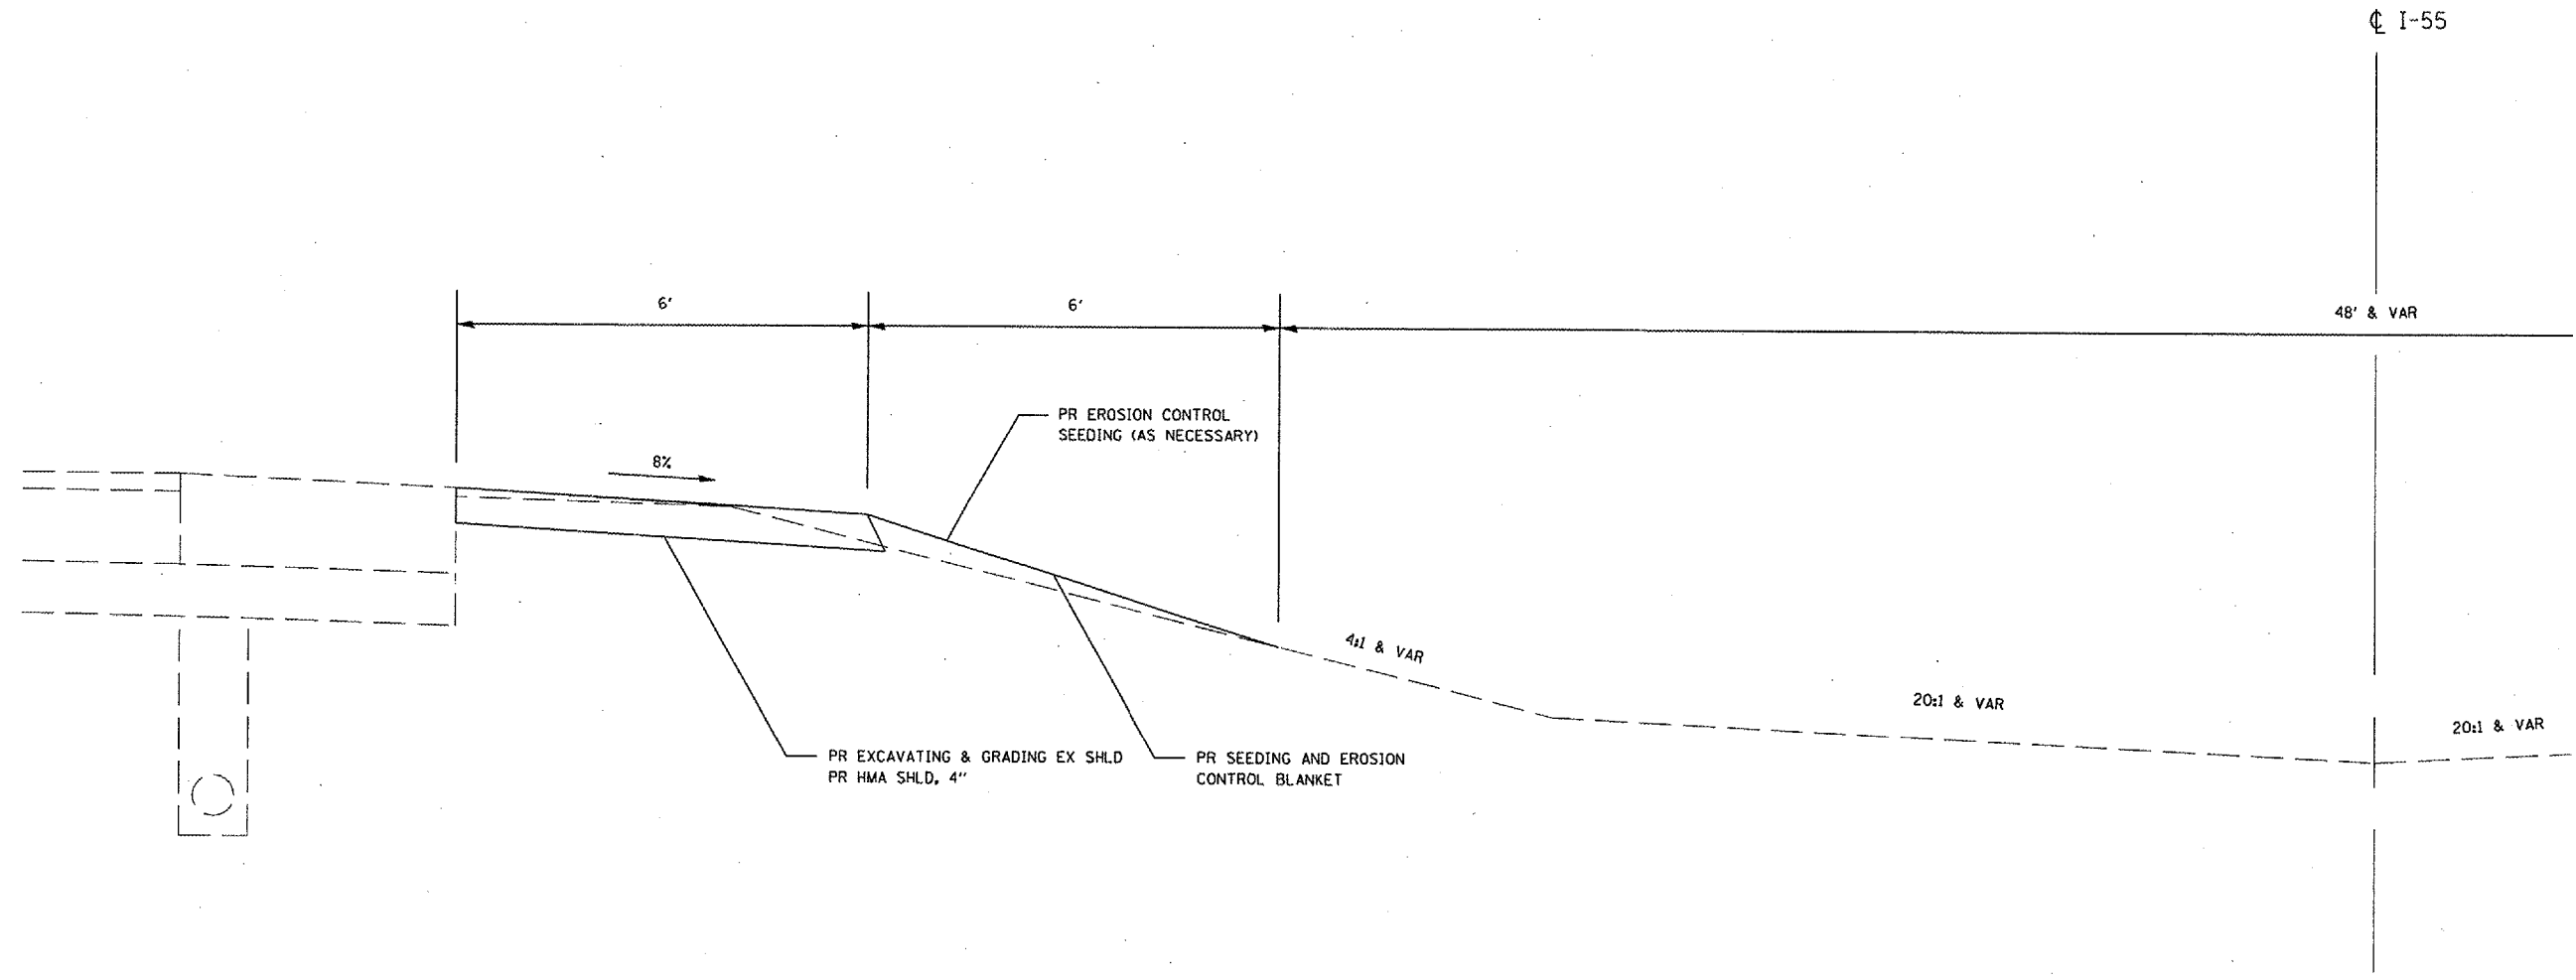 ℄ I-55
6'
6'
48' & VAR
PR EROSION CONTROL
SEEDING (AS NECESSARY)
8%
4:1 & VAR
20:1 & VAR
20:1 & VAR
PR EXCAVATING & GRADING EX SHLD
PR HMA SHLD, 4"
PR SEEDING AND EROSION
CONTROL BLANKET